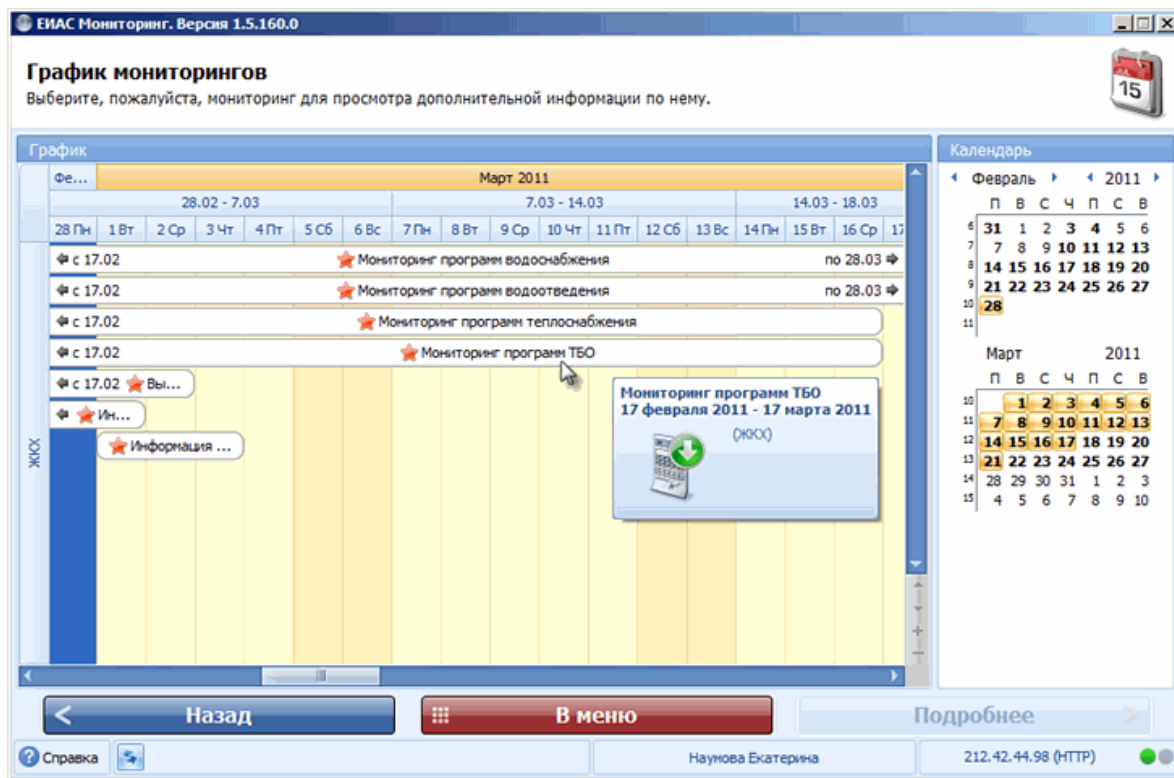 ЕИАС Мониторинг. Версия 1.5.160.0
График мониторингов
Выберите, пожалуйста, мониторинг для просмотра дополнительной информации по нему.
15
График
Фе... Март 2011
28.02 - 7.03 7.03 - 14.03 14.03 - 18.03
28 Пн 1 Вт 2 Ср 3 Чт 4 Пт 5 Сб 6 Вс 7 Пн 8 Вт 9 Ср 10 Чт 11 Пт 12 Сб 13 Вс 14 Пн 15 Вт 16 Ср 17
с 17.02 Мониторинг программ водоснабжения по 28.03
с 17.02 Мониторинг программ водоотведения по 28.03
с 17.02 Мониторинг программ теплоснабжения
с 17.02 Мониторинг программ ТБО
с 17.02 Вы...
Ин...
Информация ...
ЖКХ
Мониторинг программ ТБО
17 февраля 2011 - 17 марта 2011
(ЖКХ)
Календарь
Февраль 2011
П В С Ч П С В
6 31 1 2 3 4 5 6
7 7 8 9 10 11 12 13
8 14 15 16 17 18 19 20
9 21 22 23 24 25 26 27
10 28
11
Март 2011
П В С Ч П С В
10 1 2 3 4 5 6
11 7 8 9 10 11 12 13
12 14 15 16 17 18 19 20
13 21 22 23 24 25 26 27
14 28 29 30 31 1 2 3
15 4 5 6 7 8 9 10
Назад В меню Подробнее
Справка Наумова Екатерина 212.42.44.98 (HTTP)